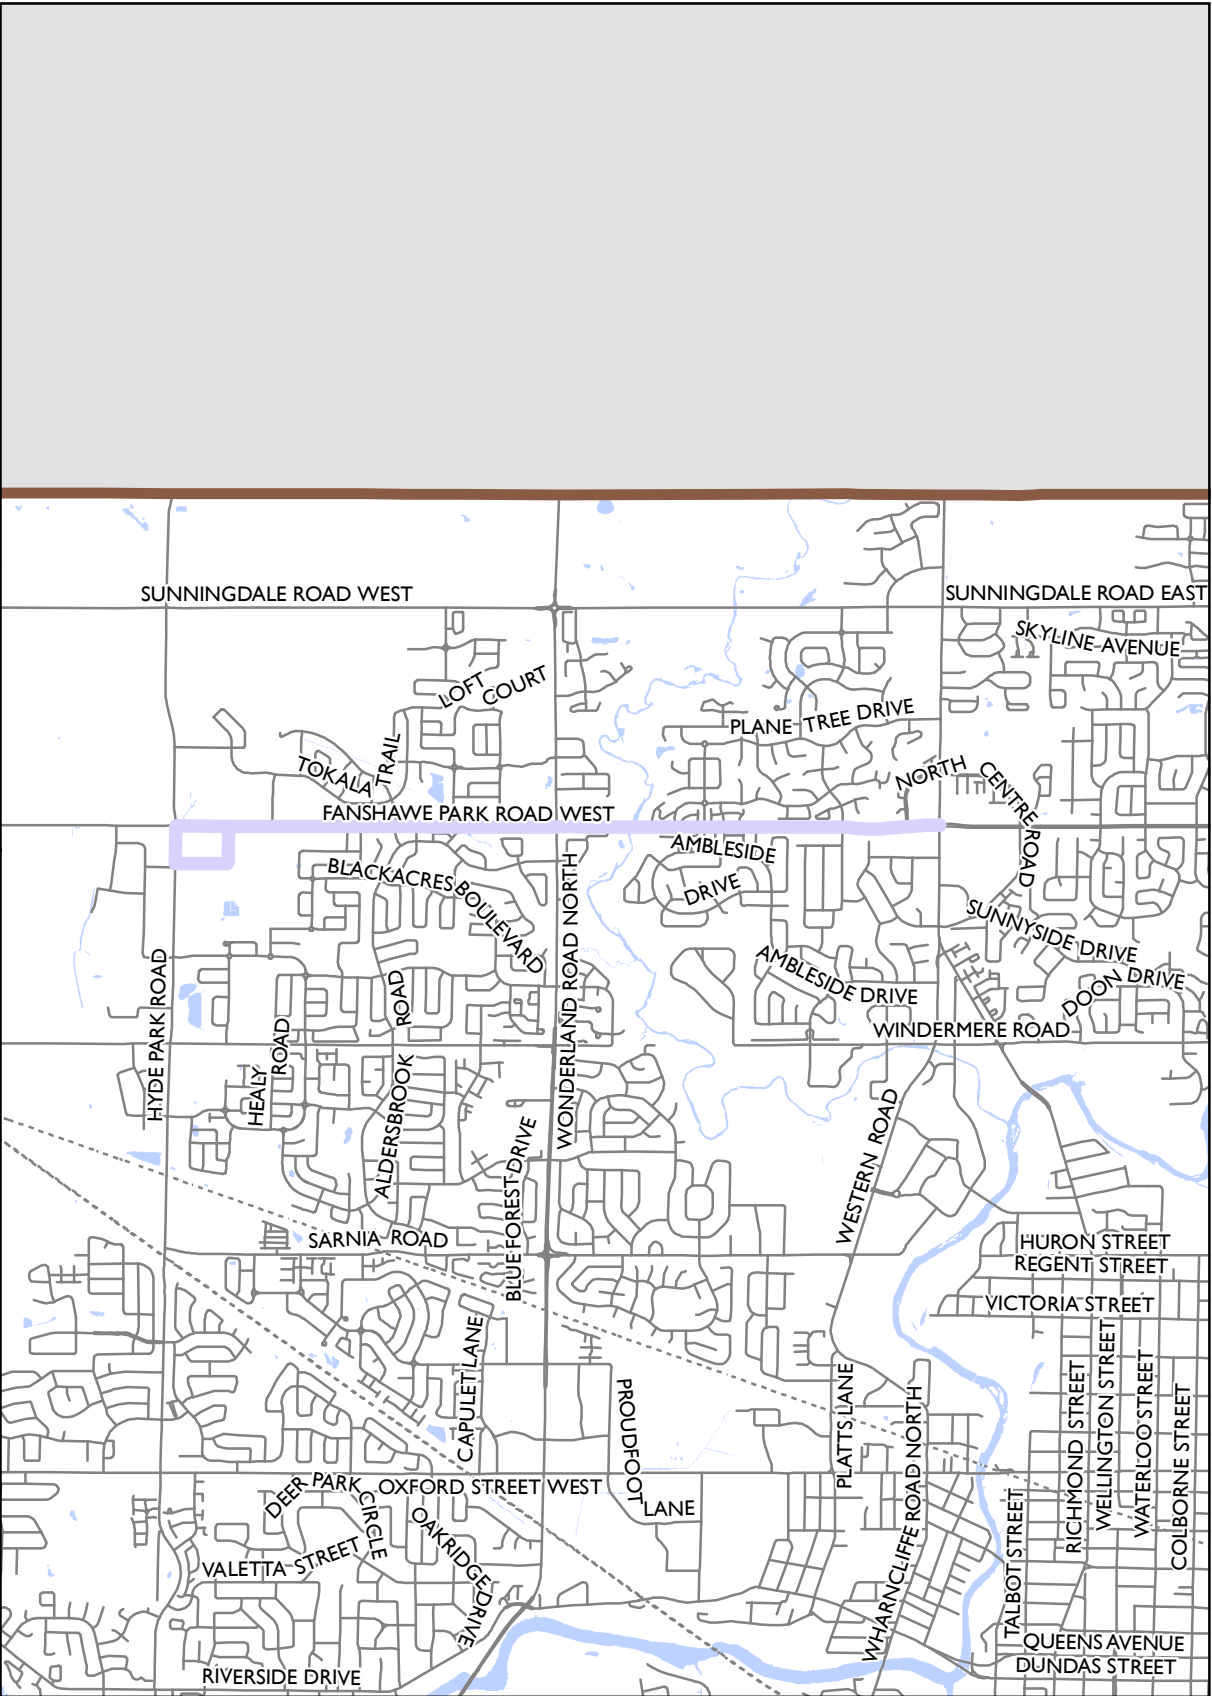 SUNNINGDALE ROAD WEST
SUNNINGDALE ROAD EAST
SKYLINE AVENUE
LOFT COURT
PLANE TREE DRIVE
TOKALA TRAIL
NORTH CENTRE ROAD
FANSHAWE PARK ROAD WEST
AMBLESIDE DRIVE
BLACKACRES BOULEVARD
SUNNYSIDE DRIVE
AMBLESIDE DRIVE
DOON DRIVE
WINDERMERE ROAD
HYDE PARK ROAD
WONDERLAND ROAD NORTH
HEALY ROAD
ALDERSBROOK ROAD
BLUE FOREST DRIVE
WESTERN ROAD
SARNIA ROAD
HURON STREET
REGENT STREET
VICTORIA STREET
CAPULET LANE
PROUDFOOT LANE
PLATTS LANE
WHARNCLIFFE ROAD NORTH
RICHMOND STREET
WELLINGTON STREET
WATERLOO STREET
COLBORNE STREET
TALBOT STREET
DEER PARK CIRCLE
OXFORD STREET WEST
OAKRIDGE DRIVE
VALETTA STREET
QUEENS AVENUE
DUNDAS STREET
RIVERSIDE DRIVE